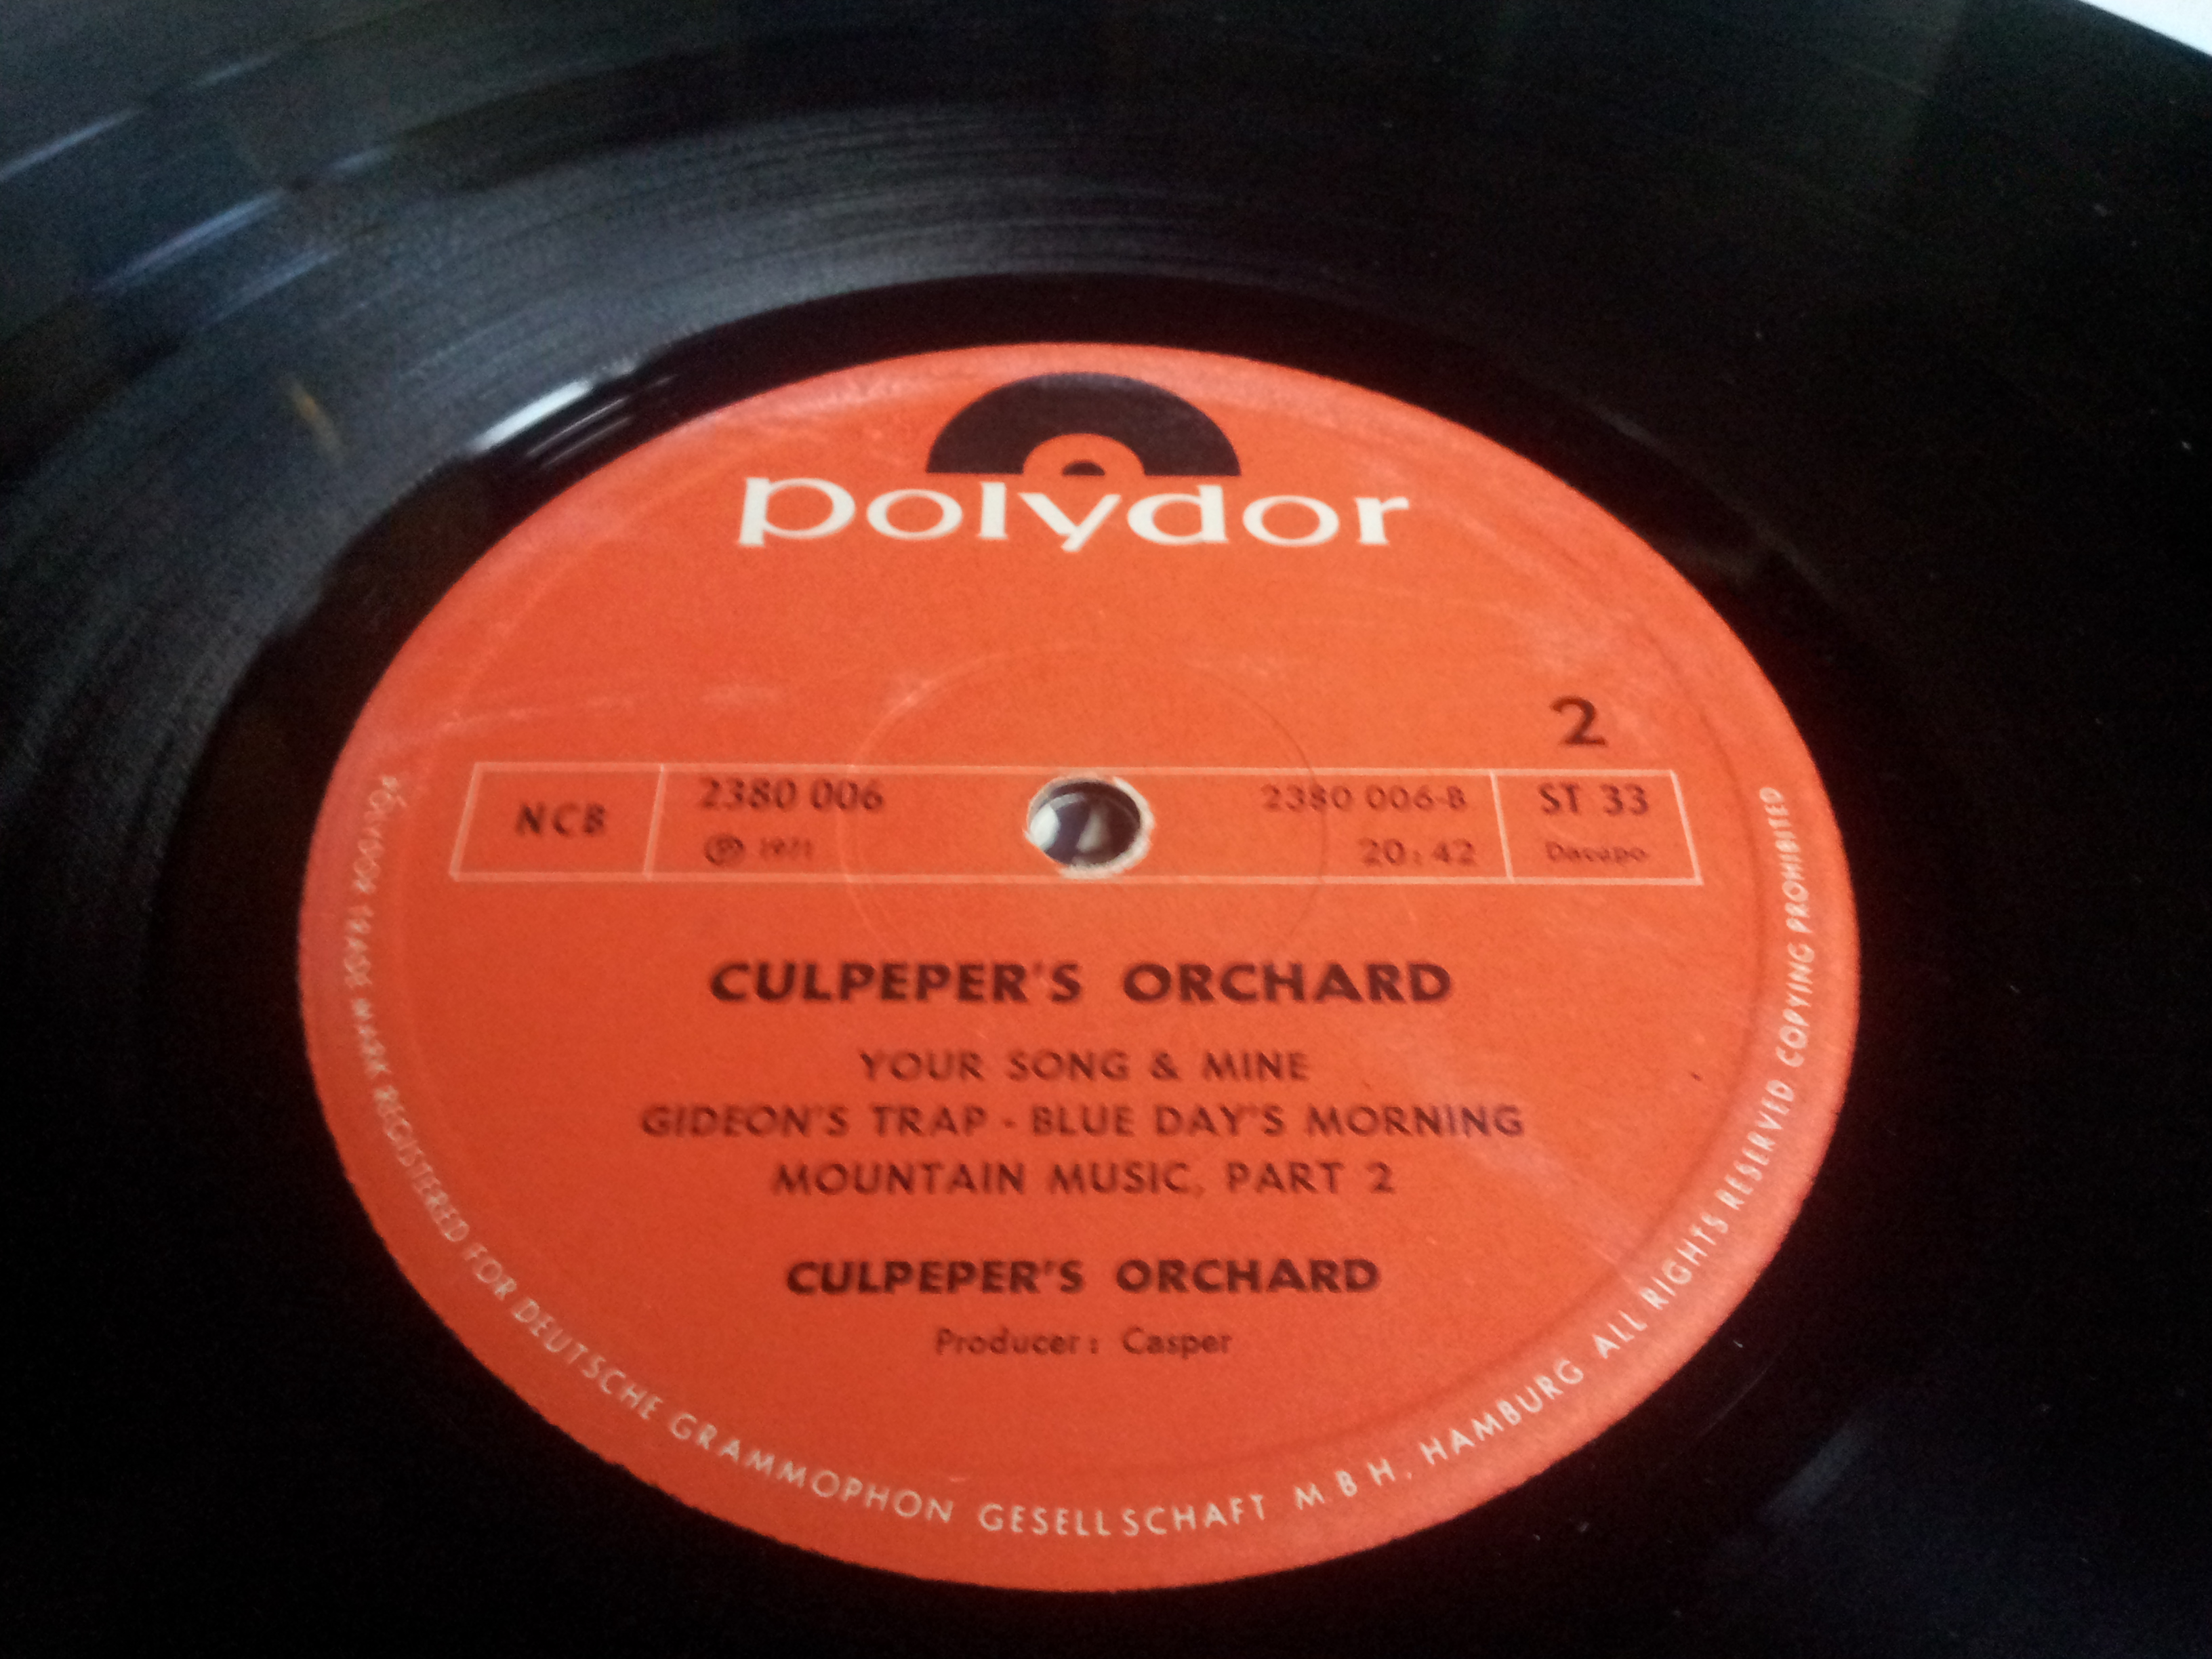 polydor
2
NCB
2380 006
℗ 1971
2380 006-B
20:42
ST 33
Dacapo
CULPEPER'S ORCHARD
YOUR SONG & MINE
GIDEON'S TRAP - BLUE DAY'S MORNING
MOUNTAIN MUSIC, PART 2
CULPEPER'S ORCHARD
Producer: Casper
POLYDOR TRADE MARK REGISTERED FOR DEUTSCHE GRAMMOPHON GESELLSCHAFT M B H, HAMBURG ALL RIGHTS RESERVED COPYING PROHIBITED